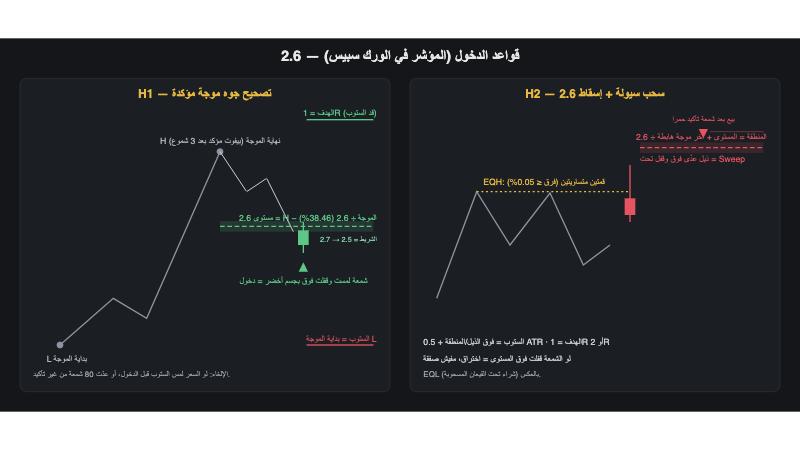 قواعد الدخول (المؤشر في الورك سبيس) — 2.6
H1 — تصحيح جوه موجة مؤكدة
الهدف = 1R (قد الستوب)
نهاية الموجة H (بيفوت مؤكد بعد 3 شموع)
مستوى 2.6 = H − (38.46%) الموجة ÷ 2.6
الشريط = 2.5 → 2.7
شمعة لمست وقفلت فوق بجسم أخضر = دخول
الستوب = بداية الموجة L
بداية الموجة L
الإلغاء: لو السعر لمس الستوب قبل الدخول، أو عدّت 80 شمعة من غير تأكيد.
H2 — سحب سيولة + إسقاط 2.6
بيع بعد شمعة تأكيد حمرا
المنطقة = المستوى + آخر موجة هابطة ÷ 2.6
Sweep = ذيل عدّى فوق وقفل تحت
EQH: قمتين متساويتين (فرق ≤ 0.05%)
الستوب = فوق الذيل/المنطقة + 0.5 ATR · الهدف = 1R أو 2R
لو الشمعة قفلت فوق المستوى = اختراق، مفيش صفقة
EQL بالعكس (شراء تحت القيعان المسحوبة).